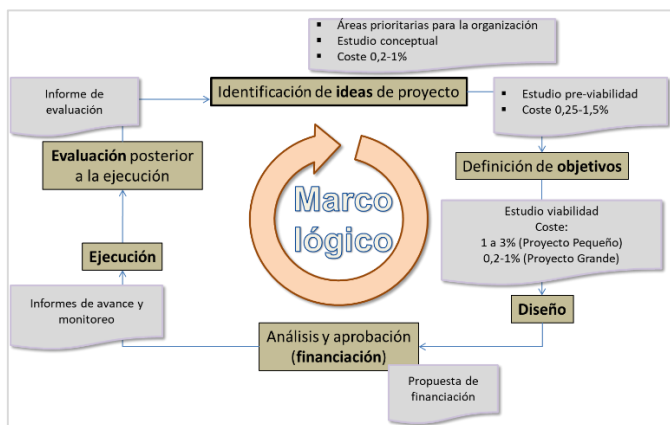 ▪ Áreas prioritarias para la organización
▪ Estudio conceptual
▪ Coste 0,2-1%
Identificación de ideas de proyecto
▪ Estudio pre-viabilidad
▪ Coste 0,25-1,5%
Definición de objetivos
Estudio viabilidad
Coste:
1 a 3% (Proyecto Pequeño)
0,2-1% (Proyecto Grande)
Diseño
Análisis y aprobación
(financiación)
Propuesta de
financiación
Informes de avance y
monitoreo
Ejecución
Evaluación posterior
a la ejecución
Informe de
evaluación
Marco
lógico